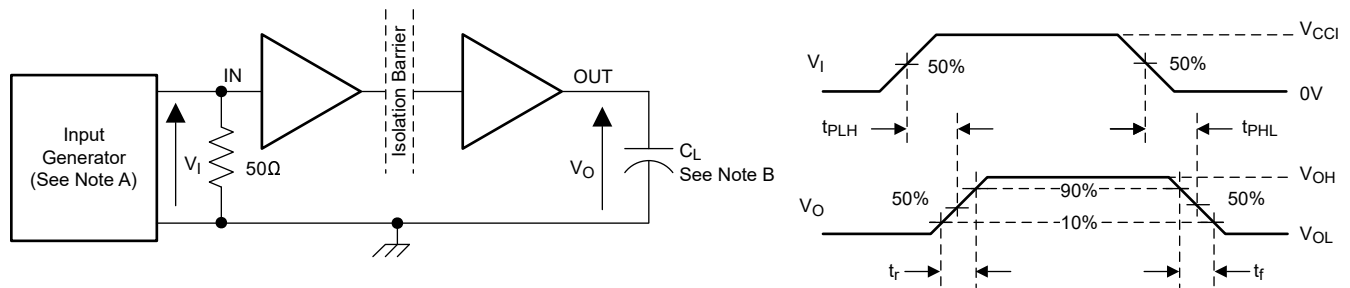 Input
Generator
(See Note A)
IN
V_I
50Ω
Isolation Barrier
OUT
V_O
C_L
See Note B
V_I
50%
50%
V_CCI
0V
t_PLH
t_PHL
V_O
50%
90%
10%
50%
V_OH
V_OL
t_r
t_f